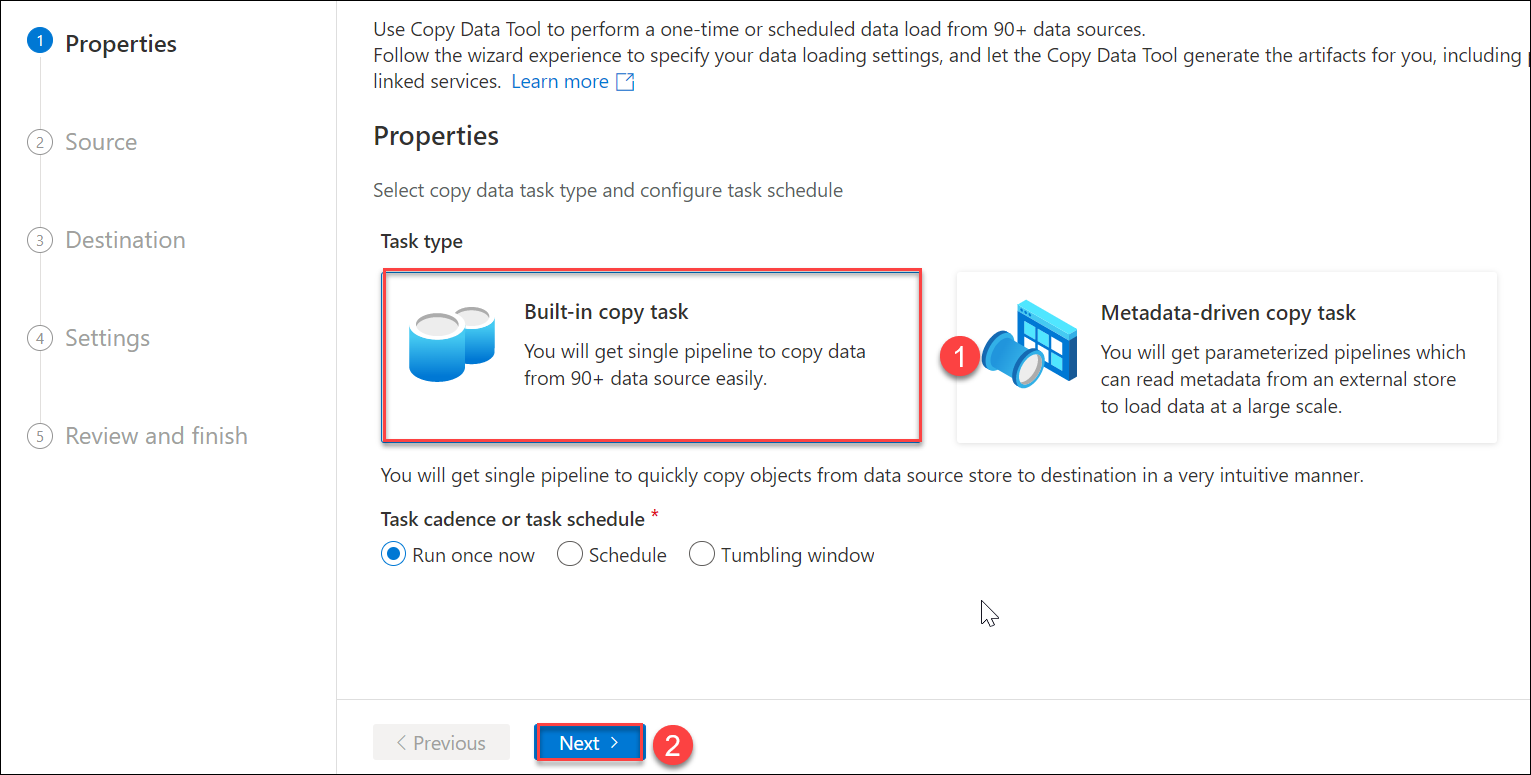 1 Properties
2 Source
3 Destination
4 Settings
5 Review and finish
Use Copy Data Tool to perform a one-time or scheduled data load from 90+ data sources.
Follow the wizard experience to specify your data loading settings, and let the Copy Data Tool generate the artifacts for you, including
linked services. Learn more
Properties
Select copy data task type and configure task schedule
Task type
Built-in copy task
You will get single pipeline to copy data
from 90+ data source easily.
1
Metadata-driven copy task
You will get parameterized pipelines which
can read metadata from an external store
to load data at a large scale.
You will get single pipeline to quickly copy objects from data source store to destination in a very intuitive manner.
Task cadence or task schedule *
Run once now Schedule Tumbling window
< Previous Next > 2